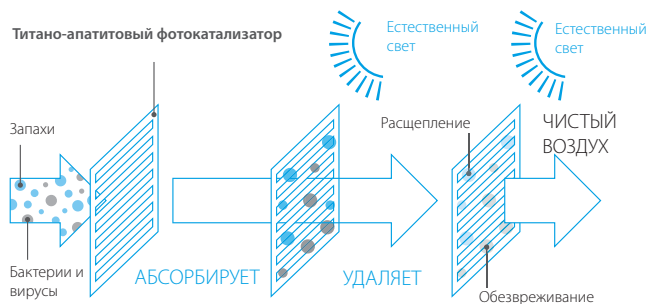 Титано-апатитовый фотокатализатор
Естественный
свет
Естественный
свет
Запахи
Расщепление
ЧИСТЫЙ
ВОЗДУХ
Бактерии и
вирусы
АБСОРБИРУЕТ
УДАЛЯЕТ
Обезвреживание